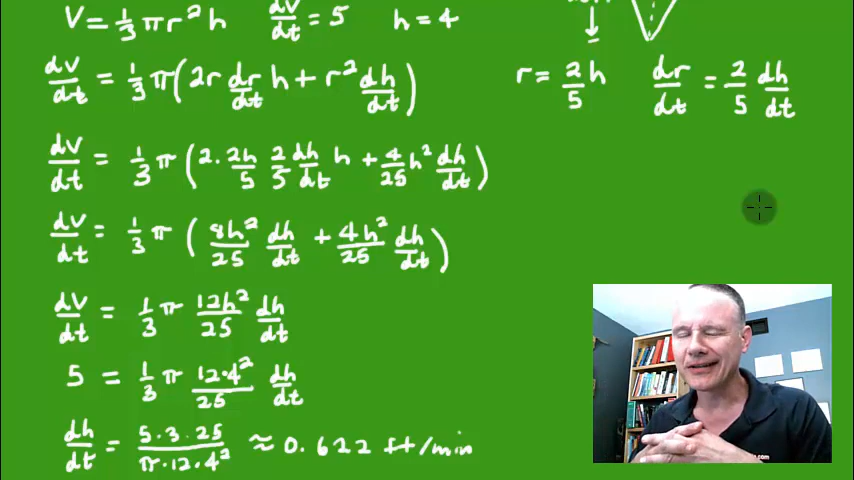 V = 1/3 πr²h dV/dt = 5 h = 4
dV/dt = 1/3 π(2r dr/dt h + r² dh/dt) r = 2/5 h dr/dt = 2/5 dh/dt
dV/dt = 1/3 π(2·2h/5 2/5 dh/dt h + 4/25 h² dh/dt)
dV/dt = 1/3 π(8h²/25 dh/dt + 4h²/25 dh/dt)
dV/dt = 1/3 π 12h²/25 dh/dt
5 = 1/3 π 12·4²/25 dh/dt
dh/dt = 5·3·25/π·12·4² ≈ 0.622 ft/min